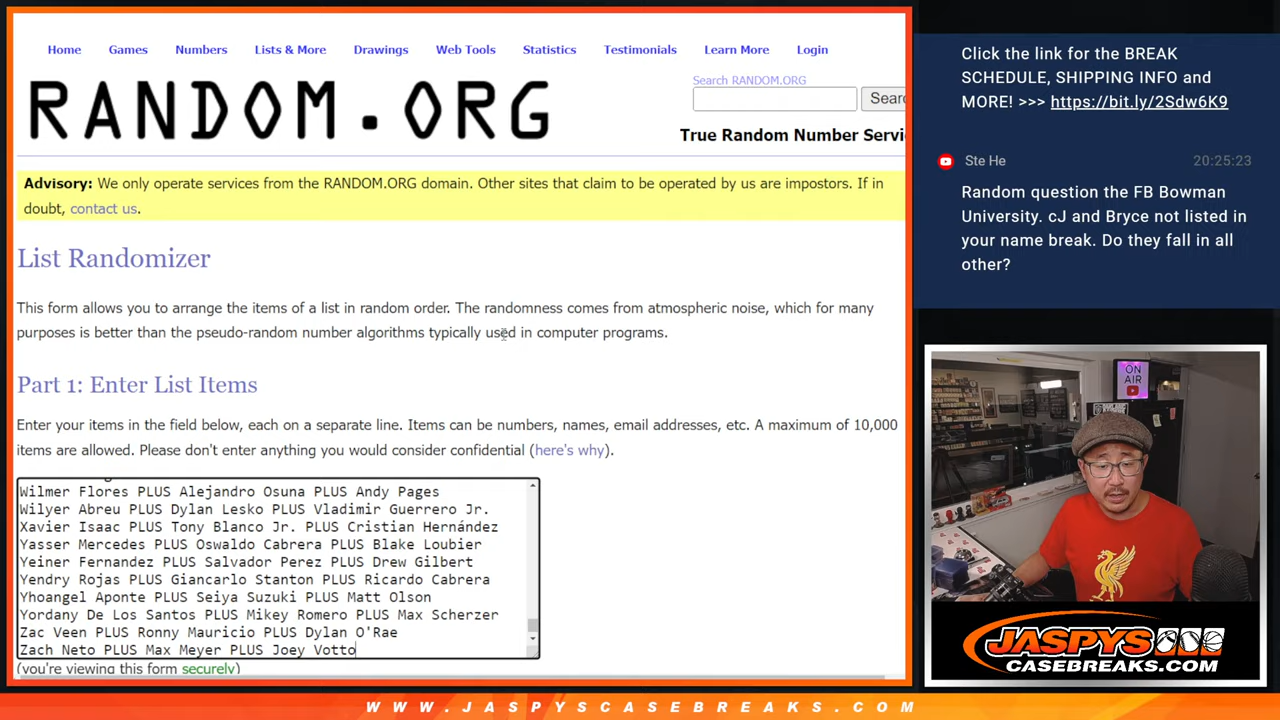 Home Games Numbers Lists & More Drawings Web Tools Statistics Testimonials Learn More Login
RANDOM.ORG
Search RANDOM.ORG
Searc
True Random Number Servi
Advisory: We only operate services from the RANDOM.ORG domain. Other sites that claim to be operated by us are impostors. If in
doubt, contact us.
List Randomizer
This form allows you to arrange the items of a list in random order. The randomness comes from atmospheric noise, which for many
purposes is better than the pseudo-random number algorithms typically used in computer programs.
Part 1: Enter List Items
Enter your items in the field below, each on a separate line. Items can be numbers, names, email addresses, etc. A maximum of 10,000
items are allowed. Please don't enter anything you would consider confidential (here's why).
Wilmer Flores PLUS Alejandro Osuna PLUS Andy Pages
Wilyer Abreu PLUS Dylan Lesko PLUS Vladimir Guerrero Jr.
Xavier Isaac PLUS Tony Blanco Jr. PLUS Cristian Hernández
Yasser Mercedes PLUS Oswaldo Cabrera PLUS Blake Loubier
Yeiner Fernandez PLUS Salvador Perez PLUS Drew Gilbert
Yendry Rojas PLUS Giancarlo Stanton PLUS Ricardo Cabrera
Yhoangel Aponte PLUS Seiya Suzuki PLUS Matt Olson
Yordany De Los Santos PLUS Mikey Romero PLUS Max Scherzer
Zac Veen PLUS Ronny Mauricio PLUS Dylan O'Rae
Zach Neto PLUS Max Meyer PLUS Joey Votto
(you're viewing this form securely)
Click the link for the BREAK
SCHEDULE, SHIPPING INFO and
MORE! >>> https://bit.ly/2Sdw6K9
Ste He 20:25:23
Random question the FB Bowman
University. cJ and Bryce not listed in
your name break. Do they fall in all
other?
ON
AIR
JASPYS
CASEBREAKS.COM
WWW.JASPYSCASEBREAKS.COM